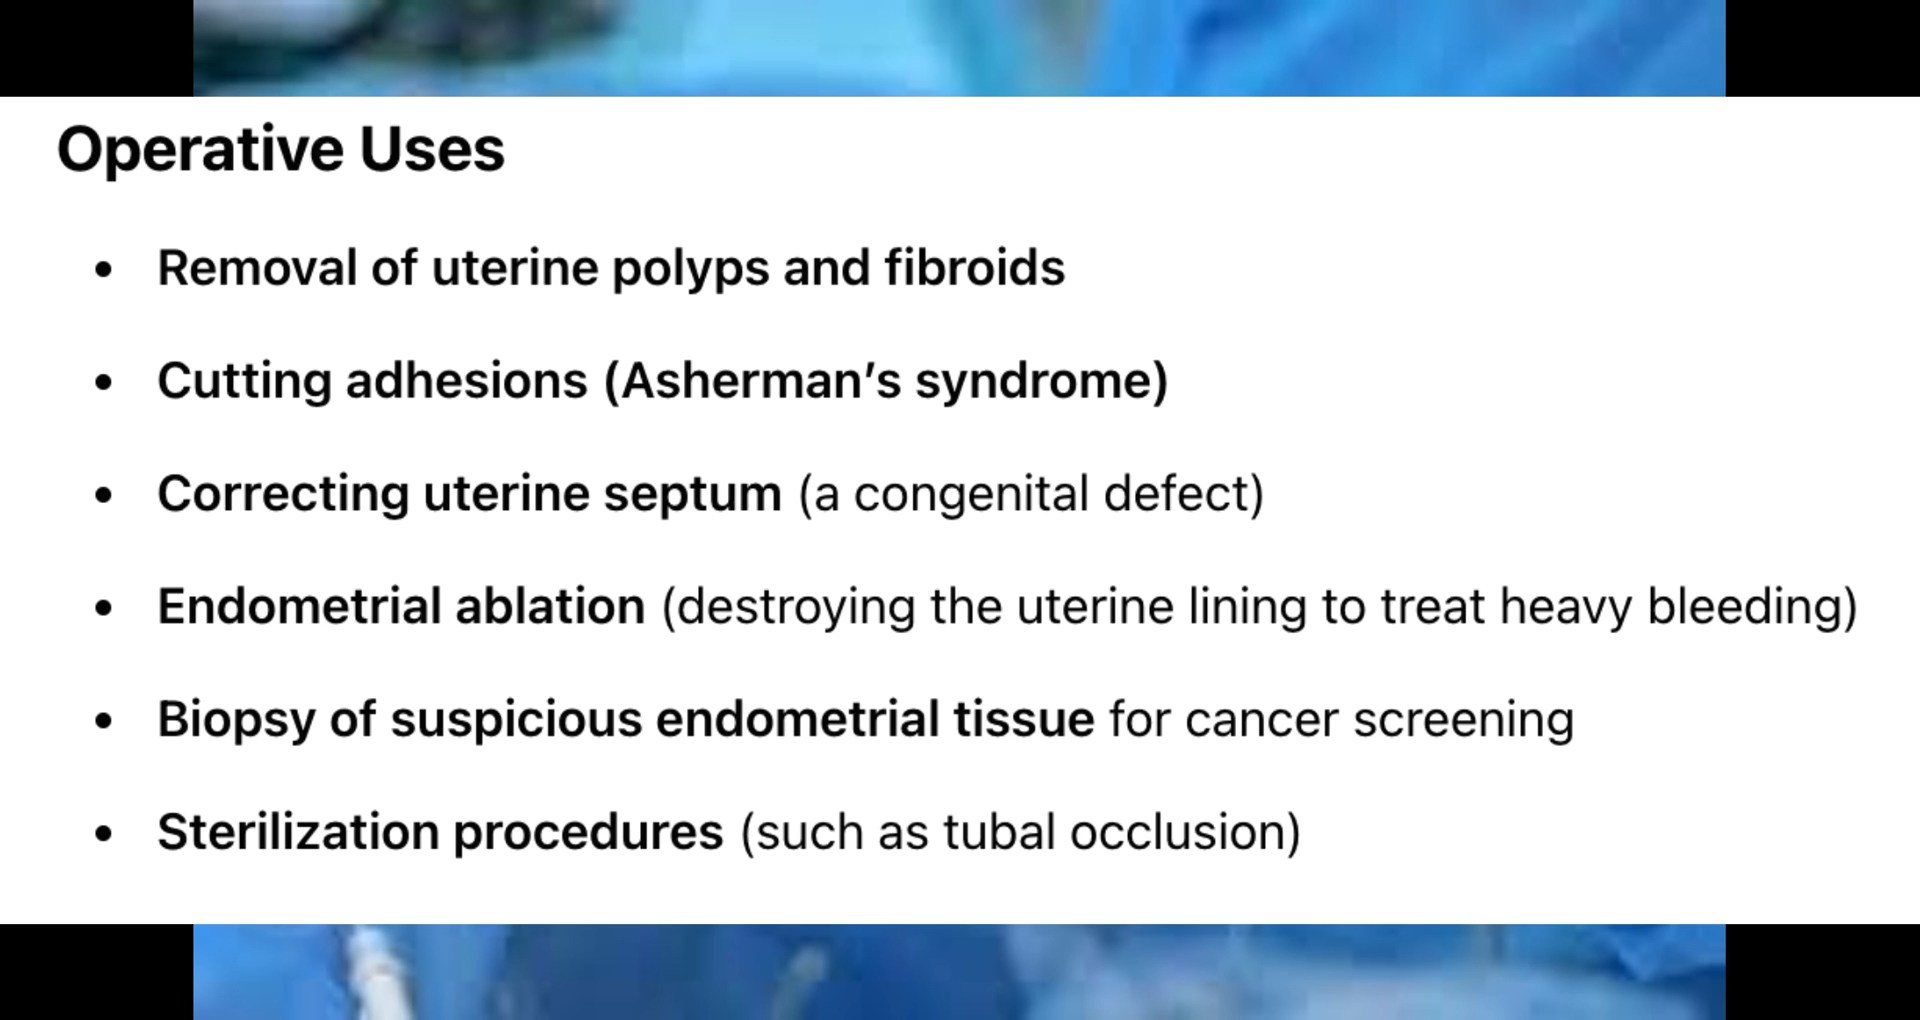 Operative Uses
• Removal of uterine polyps and fibroids
• Cutting adhesions (Asherman’s syndrome)
• Correcting uterine septum (a congenital defect)
• Endometrial ablation (destroying the uterine lining to treat heavy bleeding)
• Biopsy of suspicious endometrial tissue for cancer screening
• Sterilization procedures (such as tubal occlusion)